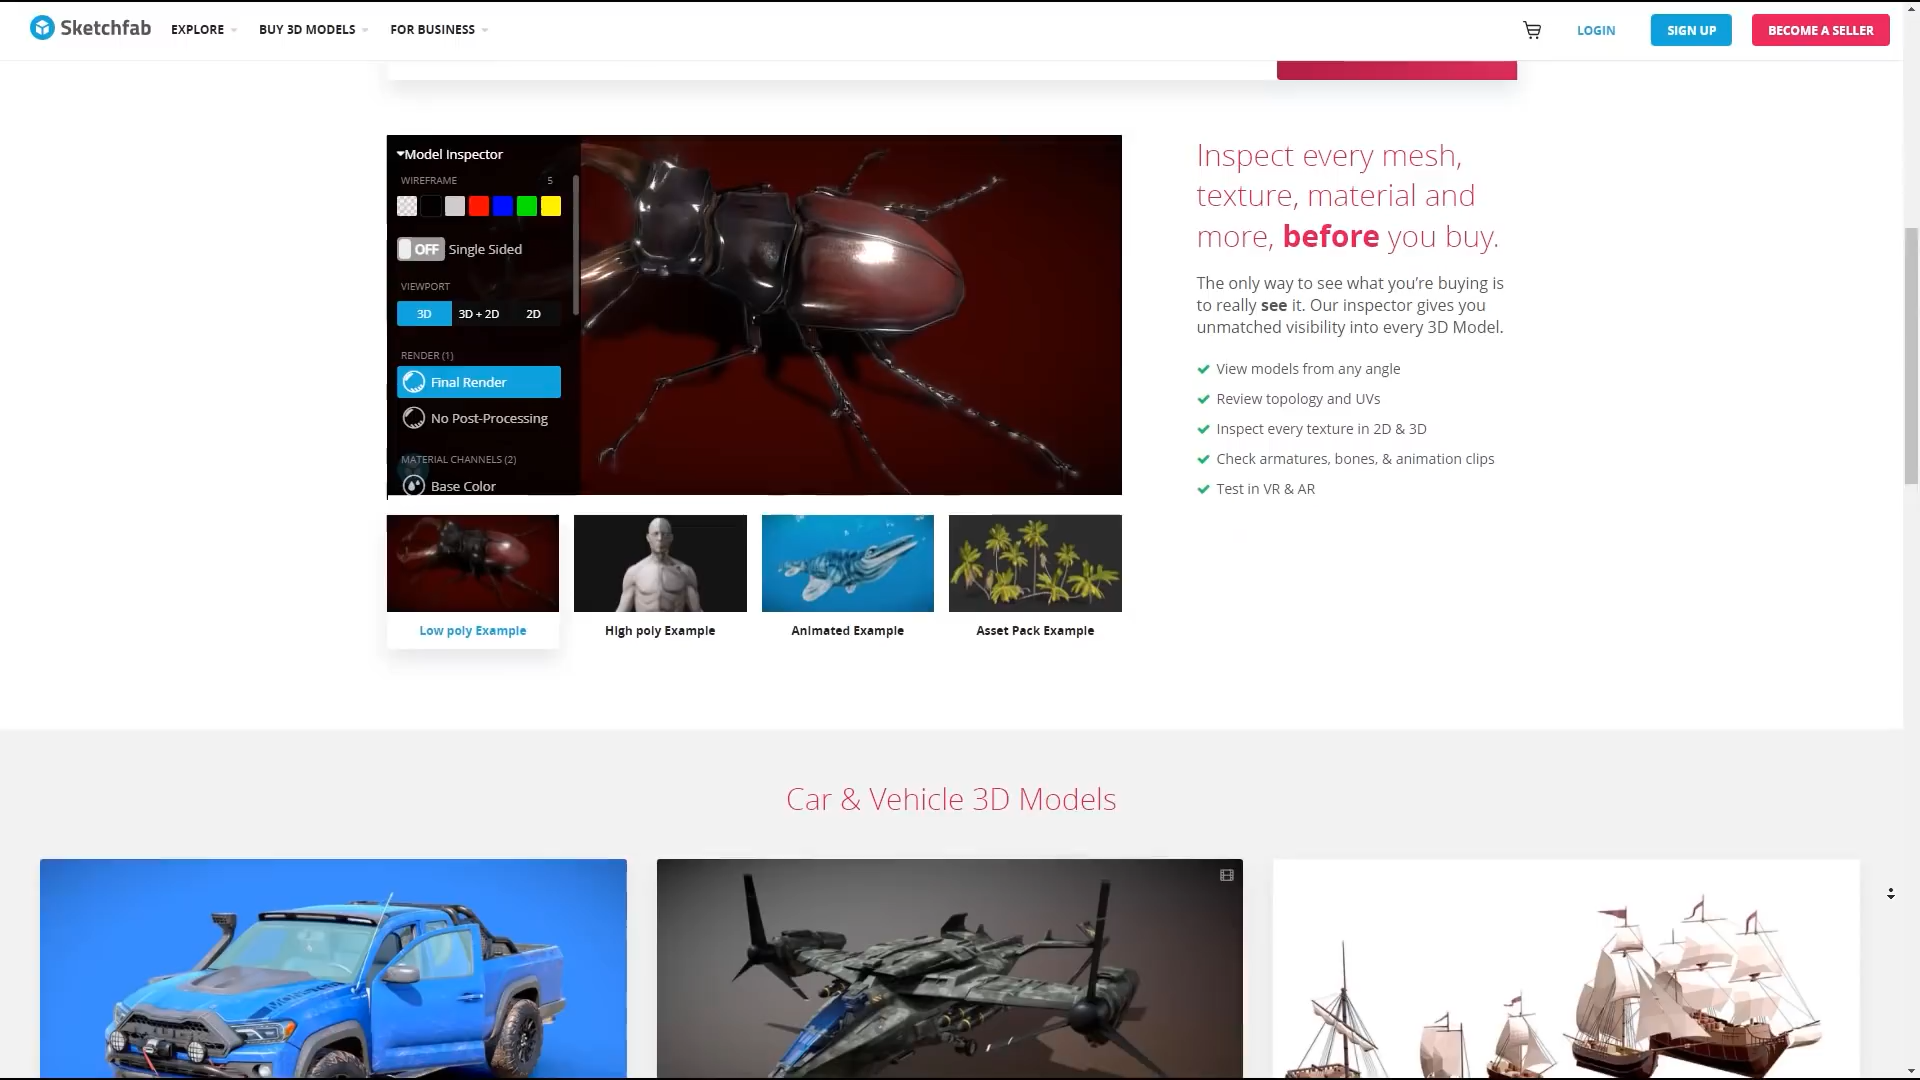 Sketchfab EXPLORE BUY 3D MODELS FOR BUSINESS LOGIN SIGN UP BECOME A SELLER
Model Inspector
WIREFRAME 5
OFF Single Sided
VIEWPORT
3D 3D + 2D 2D
RENDER (1)
Final Render
No Post-Processing
MATERIAL CHANNELS (2)
Base Color
Inspect every mesh,
texture, material and
more, before you buy.
The only way to see what you’re buying is
to really see it. Our inspector gives you
unmatched visibility into every 3D Model.
View models from any angle
Review topology and UVs
Inspect every texture in 2D & 3D
Check armatures, bones, & animation clips
Test in VR & AR
Low poly Example
High poly Example
Animated Example
Asset Pack Example
Car & Vehicle 3D Models